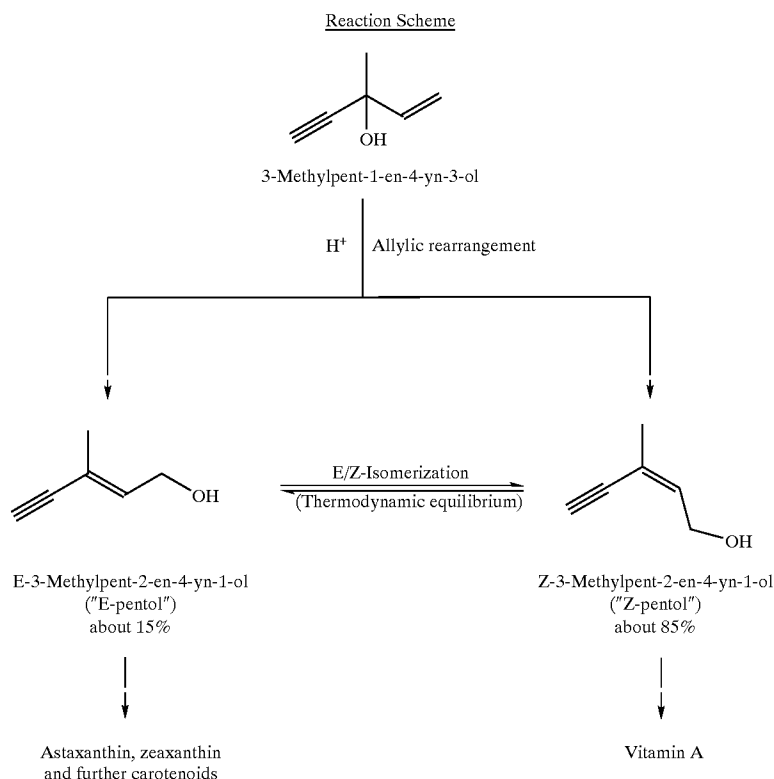 Reaction Scheme
OH
3-Methylpent-1-en-4-yn-3-ol
H+ Allylic rearrangement
OH
E/Z-Isomerization
(Thermodynamic equilibrium)
OH
E-3-Methylpent-2-en-4-yn-1-ol
("E-pentol")
about 15%
Z-3-Methylpent-2-en-4-yn-1-ol
("Z-pentol")
about 85%
Astaxanthin, zeaxanthin
and further carotenoids
Vitamin A